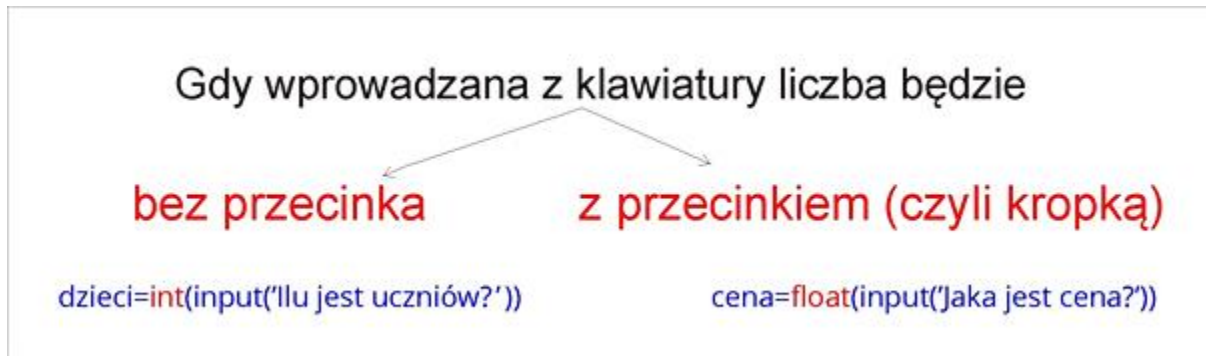 Gdy wprowadzana z klawiatury liczba będzie
bez przecinka
z przecinkiem (czyli kropką)
dzieci=int(input('Ilu jest uczniów?'))
cena=float(input('Jaka jest cena?'))